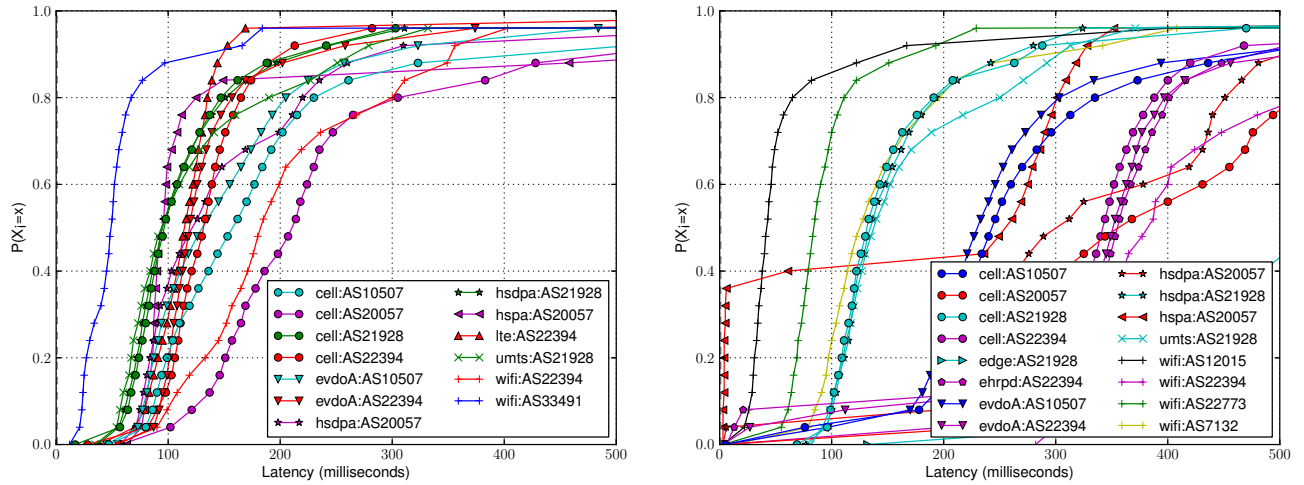 1.0
0.8
0.6
0.4
0.2
0.0
P(Xi=x)
0
100
200
300
400
500
Latency (milliseconds)
cell:AS10507
cell:AS20057
cell:AS21928
cell:AS22394
evdoA:AS10507
evdoA:AS22394
hsdpa:AS20057
hsdpa:AS21928
hspa:AS20057
lte:AS22394
umts:AS21928
wifi:AS22394
wifi:AS33491
1.0
0.8
0.6
0.4
0.2
0.0
P(Xi=x)
0
100
200
300
400
500
Latency (milliseconds)
cell:AS10507
cell:AS20057
cell:AS21928
cell:AS22394
edge:AS21928
ehrpd:AS22394
evdoA:AS10507
evdoA:AS22394
hsdpa:AS20057
hsdpa:AS21928
hspa:AS20057
umts:AS21928
wifi:AS12015
wifi:AS22394
wifi:AS22773
wifi:AS7132